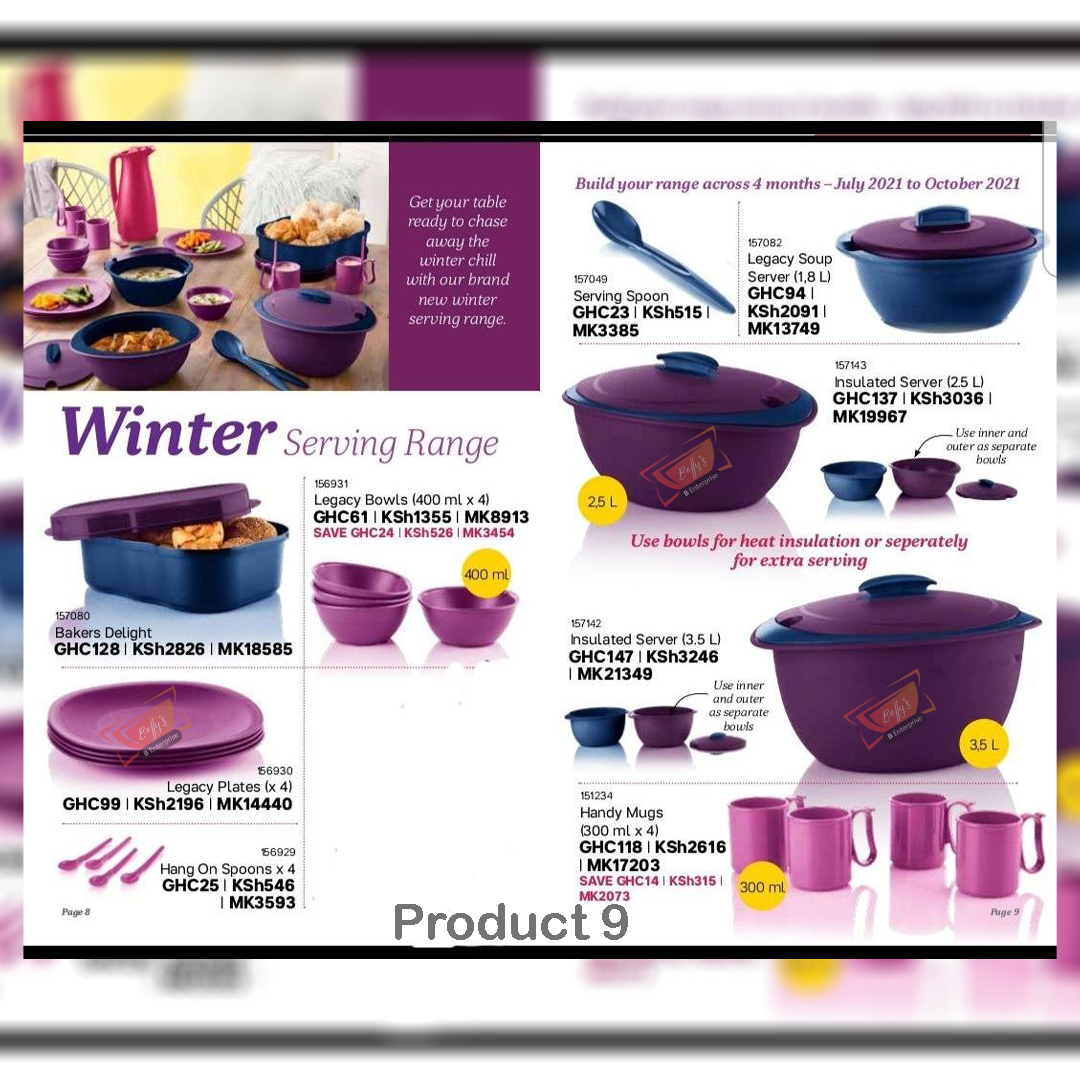 Get your table
ready to chase
away the
winter chill
with our brand
new winter
serving range.
Winter Serving Range
157080
Bakers Delight
GHC128 | KSh2826 | MK18585
156931
Legacy Bowls (400 ml x 4)
GHC61 | KSh1355 | MK8913
SAVE GHC24 | KSh526 | MK3454
400 ml
Belly's
B Enterprise
156930
Legacy Plates (x 4)
GHC99 | KSh2196 | MK14440
156929
Hang On Spoons x 4
GHC25 | KSh546
| MK3593
Page 8
Build your range across 4 months – July 2021 to October 2021
157049
Serving Spoon
GHC23 | KSh515 |
MK3385
157082
Legacy Soup
Server (1,8 L)
GHC94 |
KSh2091 |
MK13749
157143
Insulated Server (2.5 L)
GHC137 | KSh3036 |
MK19967
Use inner and
outer as separate
bowls
Belly's
B Enterprise
2,5 L
Use bowls for heat insulation or seperately
for extra serving
157142
Insulated Server (3.5 L)
GHC147 | KSh3246
| MK21349
Use inner
and outer
as separate
bowls
Belly's
B Enterprise
3,5 L
151234
Handy Mugs
(300 ml x 4)
GHC118 | KSh2616
| MK17203
SAVE GHC14 | KSh315 |
MK2073
300 ml
Page 9
Product 9